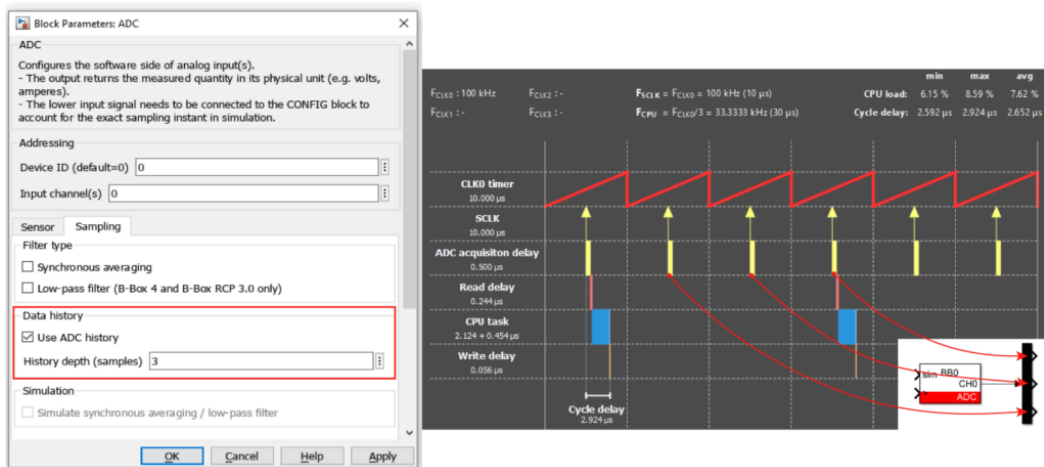 Block Parameters: ADC
ADC
Configures the software side of analog input(s).
- The output returns the measured quantity in its physical unit (e.g. volts,
amperes).
- The lower input signal needs to be connected to the CONFIG block to
account for the exact sampling instant in simulation.
Addressing
Device ID (default=0) 0
Input channel(s) 0
Sensor Sampling
Filter type
Synchronous averaging
Low-pass filter (B-Box 4 and B-Box RCP 3.0 only)
Data history
Use ADC history
History depth (samples) 3
Simulation
Simulate synchronous averaging / low-pass filter
OK Cancel Help Apply
min max avg
FCLK0 : 100 kHz FCLK2 : - FSCLK = FCLK0 = 100 kHz (10 µs) CPU load: 6.15 % 8.59 % 7.62 %
FCLK1 : - FCLK3 : - FCPU = FCLK0/3 = 33.3333 kHz (30 µs) Cycle delay: 2.592 µs 2.924 µs 2.652 µs
CLK0 timer
10.000 µs
SCLK
10.000 µs
ADC acquisiton delay
0.500 µs
Read delay
0.244 µs
CPU task
2.124 + 0.454 µs
Write delay
0.056 µs
Cycle delay
2.924 µs
sim BB0
CH0
ADC